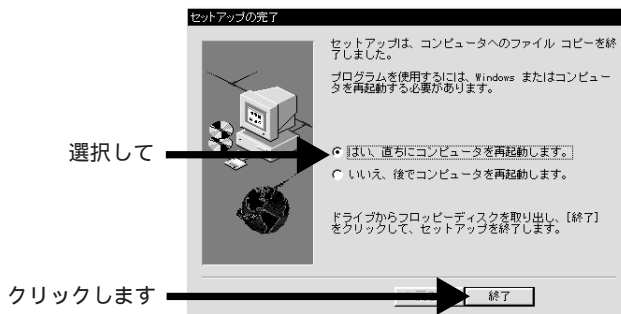 セットアップの完了
セットアップは、コンピュータへのファイル コピーを終
了しました。
プログラムを使用するには、Windows またはコンピュー
タを再起動する必要があります。
選択して
はい、直ちにコンピュータを再起動します。
いいえ、後でコンピュータを再起動します。
ドライブからフロッピーディスクを取り出し、[終了]
をクリックして、セットアップを終了します。
クリックします
終了